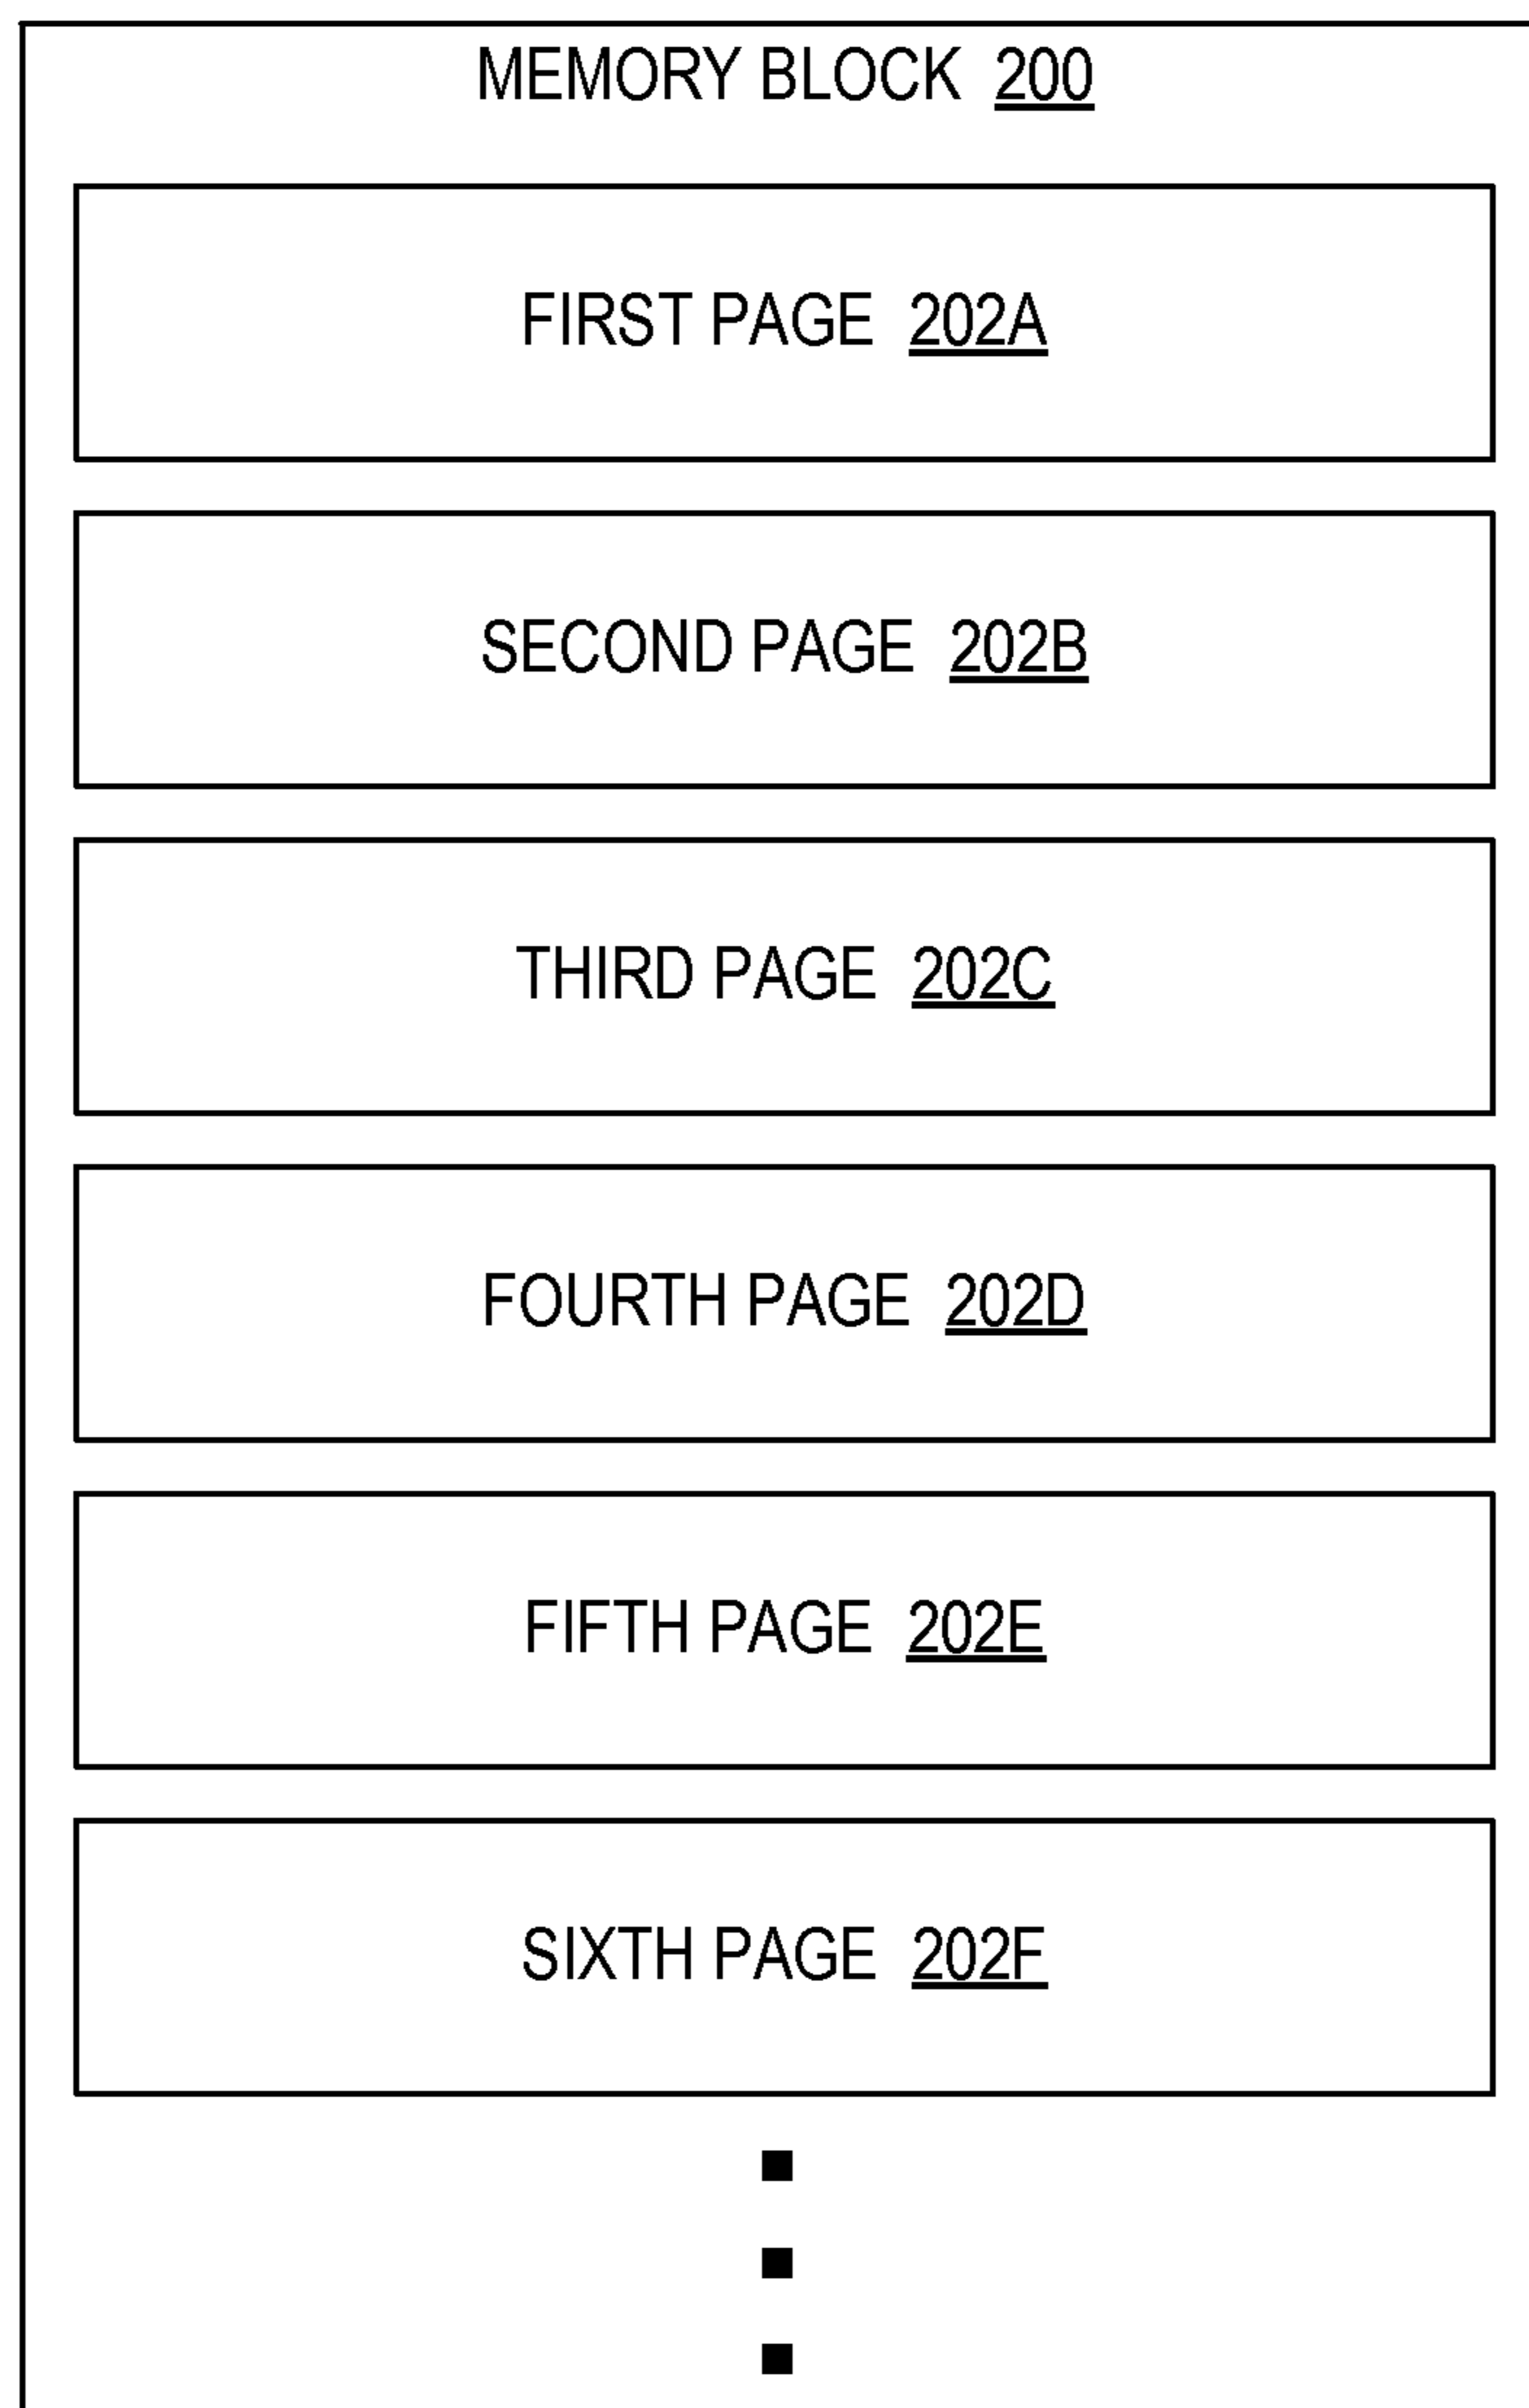 MEMORY BLOCK 200
FIRST PAGE 202A
SECOND PAGE 202B
THIRD PAGE 202C
FOURTH PAGE 202D
FIFTH PAGE 202E
SIXTH PAGE 202F